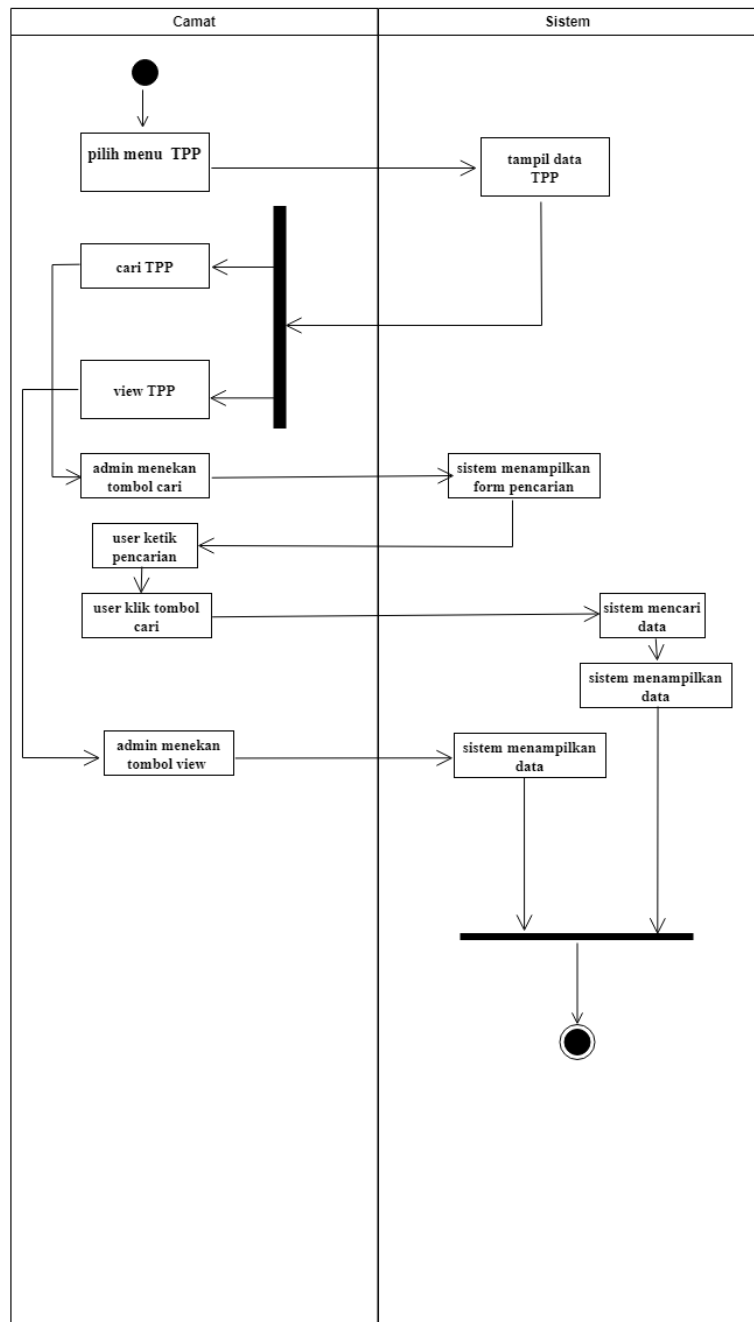 Camat
Sistem
pilih menu TPP
tampil data
TPP
cari TPP
view TPP
admin menekan
tombol cari
sistem menampilkan
form pencarian
user ketik
pencarian
user klik tombol
cari
sistem mencari
data
sistem menampilkan
data
admin menekan
tombol view
sistem menampilkan
data